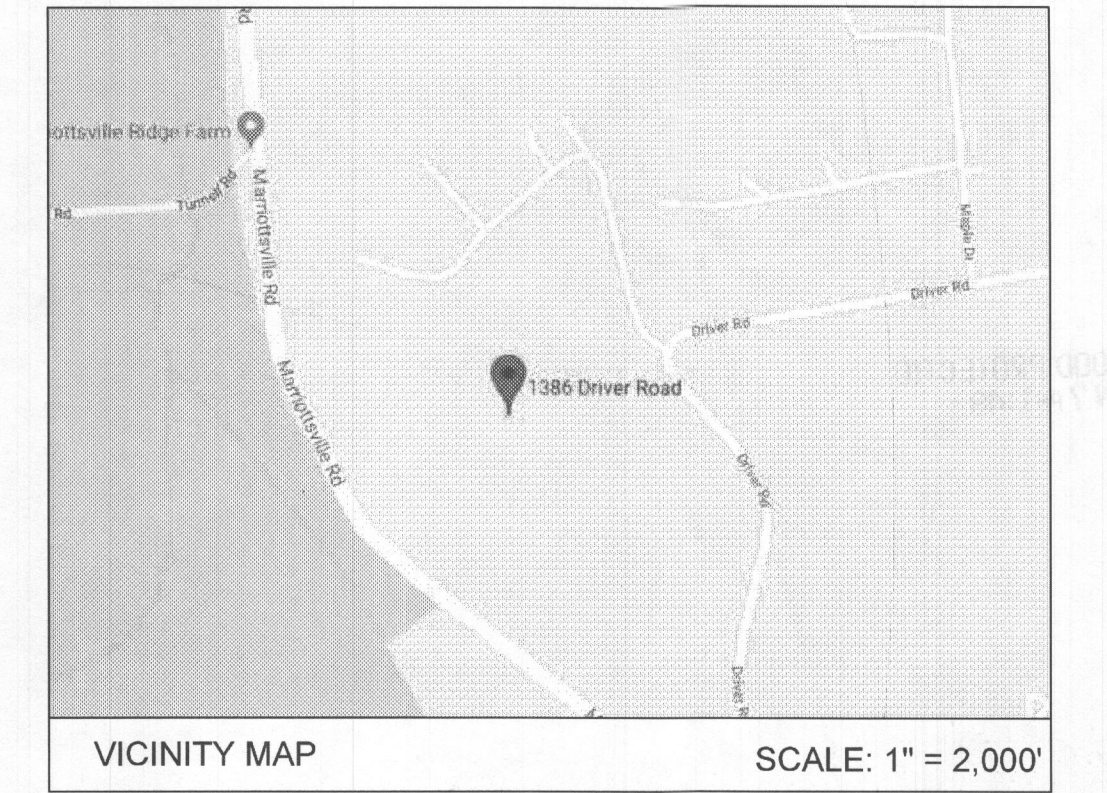 Rd
ottsville Ridge Farm
Tunnell Rd
Rd
Marriottsville Rd
Maple Dr
Driver Rd
Driver Rd
1386 Driver Road
Marriottsville Rd
Driver Rd
Driver R
VICINITY MAP
SCALE: 1" = 2,000'